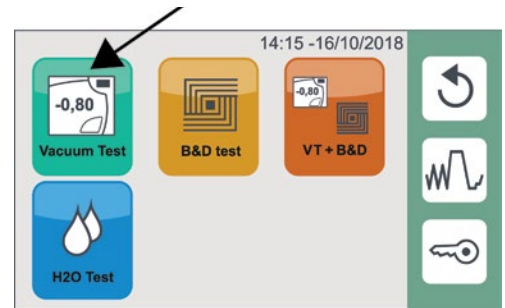 14:15 -16/10/2018
-0,80
Vacuum Test
B&D test
-0,80
VT + B&D
H2O Test